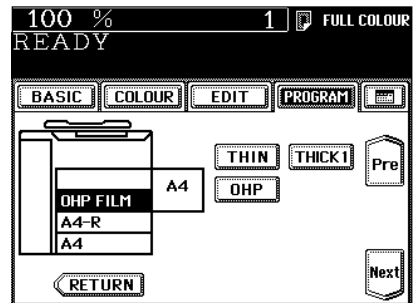 100 % 1 FULL COLOUR
READY
BASIC COLOUR EDIT PROGRAM
THIN THICK1 Pre
A4 OHP
OHP FILM
A4-R
A4
RETURN Next